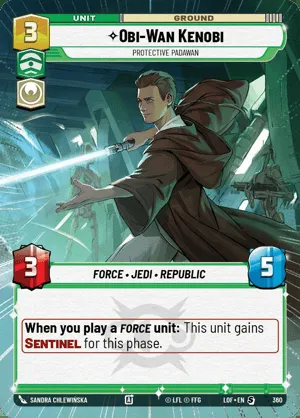 UNIT GROUND
3
✧OBI-WAN KENOBI
PROTECTIVE PADAWAN
3
5
FORCE • JEDI • REPUBLIC
When you play a FORCE unit: This unit gains
SENTINEL for this phase.
SANDRA CHLEWIŃSKA © LFL © FFG LOF • EN 360